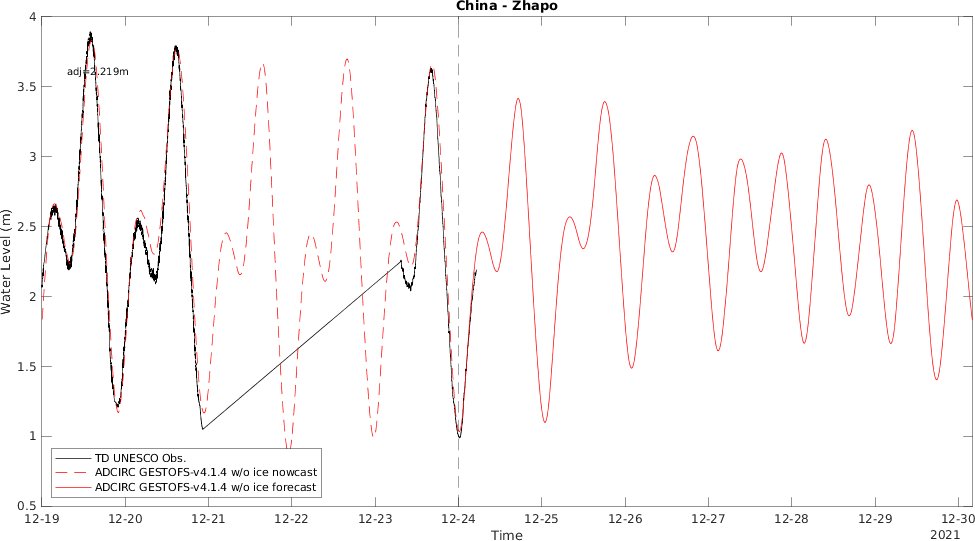 China - Zhapo
adj=2.219m
Water Level (m)
4
3.5
3
2.5
2
1.5
1
0.5
TD UNESCO Obs.
ADCIRC GESTOFS-v4.1.4 w/o ice nowcast
ADCIRC GESTOFS-v4.1.4 w/o ice forecast
12-19 12-20 12-21 12-22 12-23 12-24 12-25 12-26 12-27 12-28 12-29 12-30
Time
2021